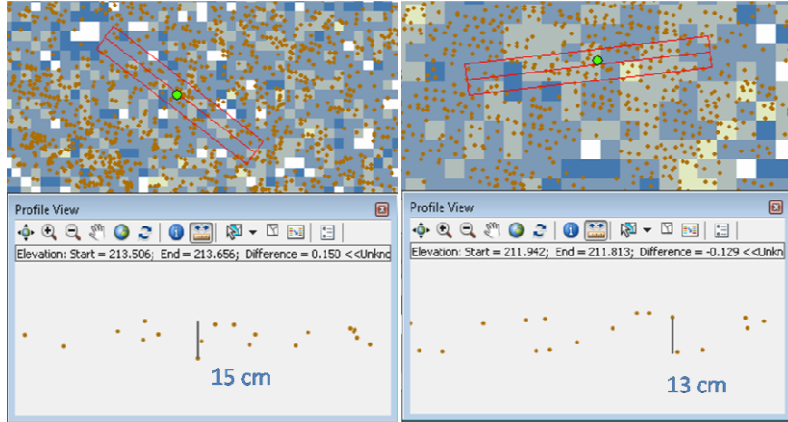 Profile View
Elevation: Start = 213.506; End = 213.656; Difference = 0.150 <<Unkno
15 cm
Profile View
Elevation: Start = 211.942; End = 211.813; Difference = -0.129 <<Unkn
13 cm